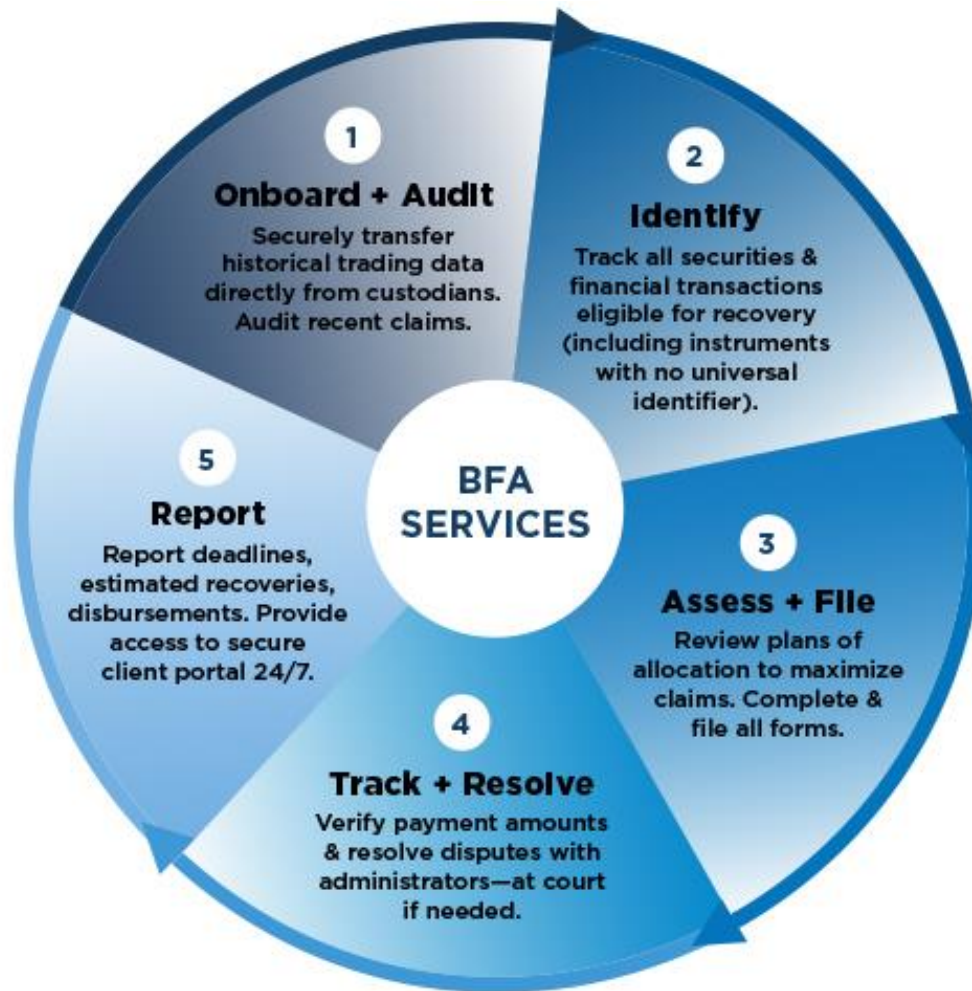 1
Onboard + Audit
Securely transfer
historical trading data
directly from custodians.
Audit recent claims.
2
Identify
Track all securities &
financial transactions
eligible for recovery
(including instruments
with no universal
identifier).
3
Assess + File
Review plans of
allocation to maximize
claims. Complete &
file all forms.
4
Track + Resolve
Verify payment amounts
& resolve disputes with
administrators—at court
if needed.
5
Report
Report deadlines,
estimated recoveries,
disbursements. Provide
access to secure
client portal 24/7.
BFA
SERVICES